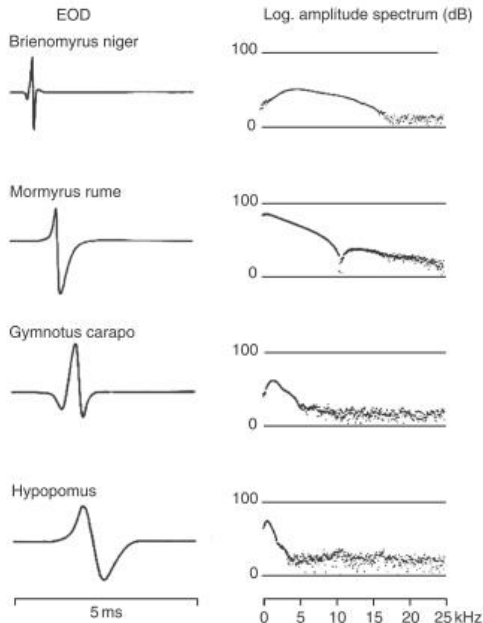 EOD Log. amplitude spectrum (dB)
Brienomyrus niger
100
0
Mormyrus rume
100
0
Gymnotus carapo
100
0
Hypopomus
100
0
5 ms 0 5 10 15 20 25 kHz